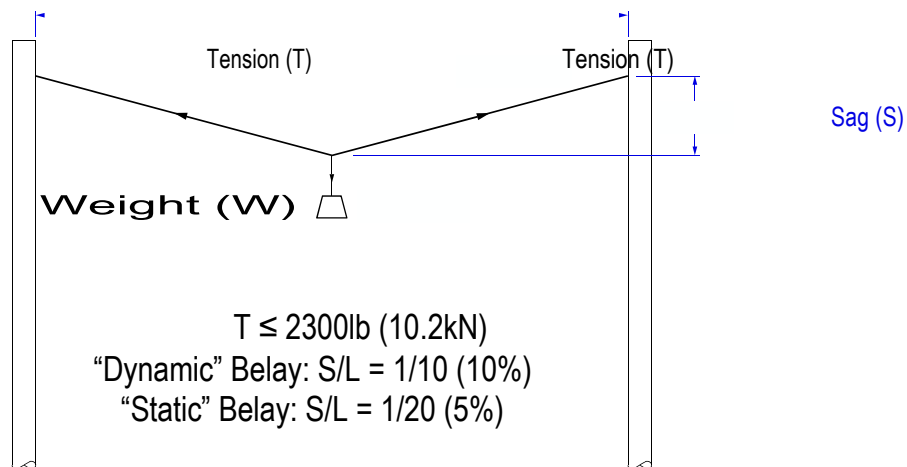 Tension (T) Tension (T)
Sag (S)
Weight (W)
T ≤ 2300lb (10.2kN)
“Dynamic” Belay: S/L = 1/10 (10%)
“Static” Belay: S/L = 1/20 (5%)